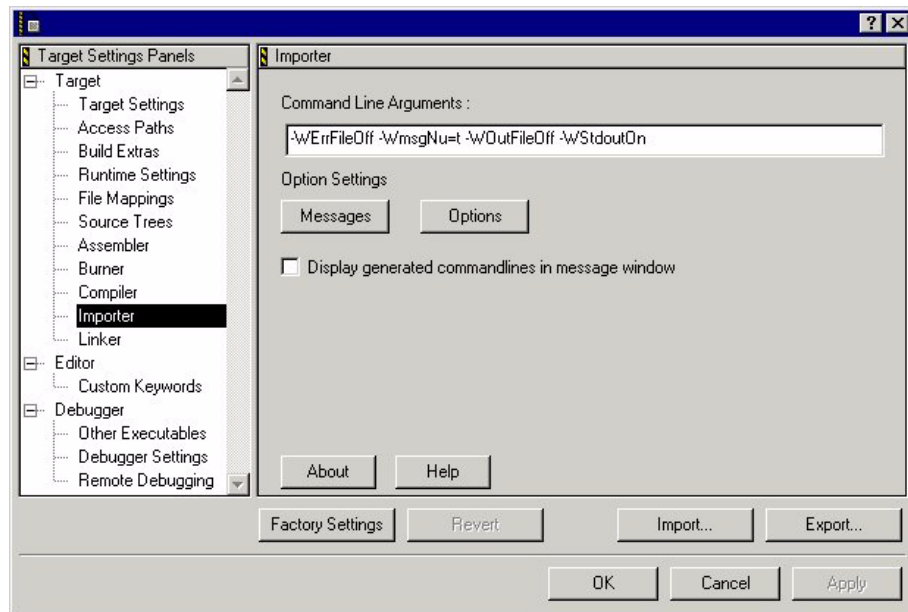 Target Settings Panels
Target
Target Settings
Access Paths
Build Extras
Runtime Settings
File Mappings
Source Trees
Assembler
Burner
Compiler
Importer
Linker
Editor
Custom Keywords
Debugger
Other Executables
Debugger Settings
Remote Debugging
Importer
Command Line Arguments :
-WErrFileOff -WmsgNu=t -WOutFileOff -WStdoutOn
Option Settings
Messages Options
Display generated commandlines in message window
About Help
Factory Settings Revert Import... Export...
OK Cancel Apply